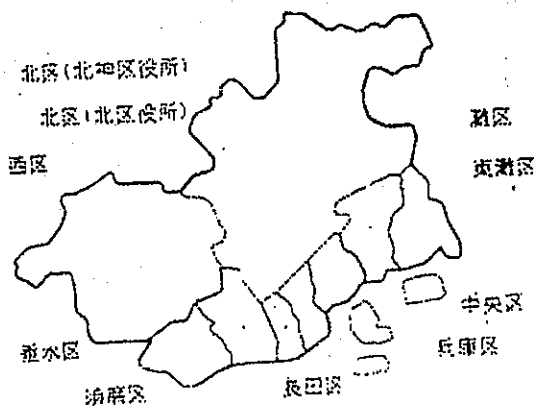 北区(北神区役所)
北区(北区役所)
灘区
西区
東灘区
中央区
垂水区
兵庫区
須磨区
長田区